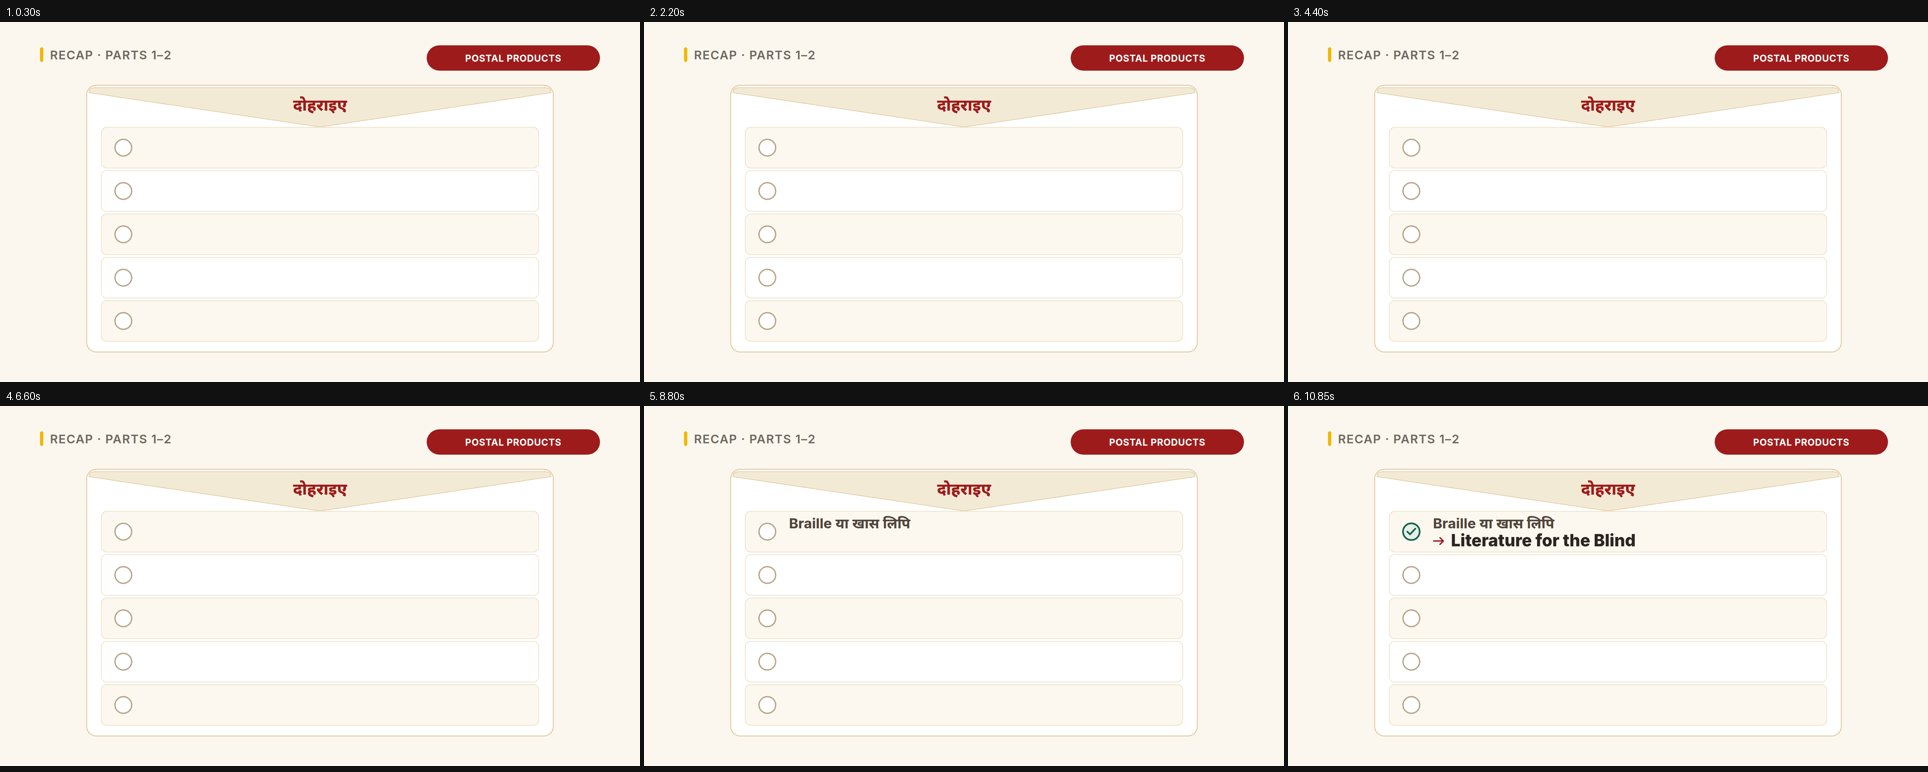 1. 0.30s
RECAP · PARTS 1–2
POSTAL PRODUCTS
दोहराइए
2. 2.20s
RECAP · PARTS 1–2
POSTAL PRODUCTS
दोहराइए
3. 4.40s
RECAP · PARTS 1–2
POSTAL PRODUCTS
दोहराइए
4. 6.60s
RECAP · PARTS 1–2
POSTAL PRODUCTS
दोहराइए
5. 8.80s
RECAP · PARTS 1–2
POSTAL PRODUCTS
दोहराइए
Braille या खास लिपि
6. 10.85s
RECAP · PARTS 1–2
POSTAL PRODUCTS
दोहराइए
Braille या खास लिपि
→ Literature for the Blind